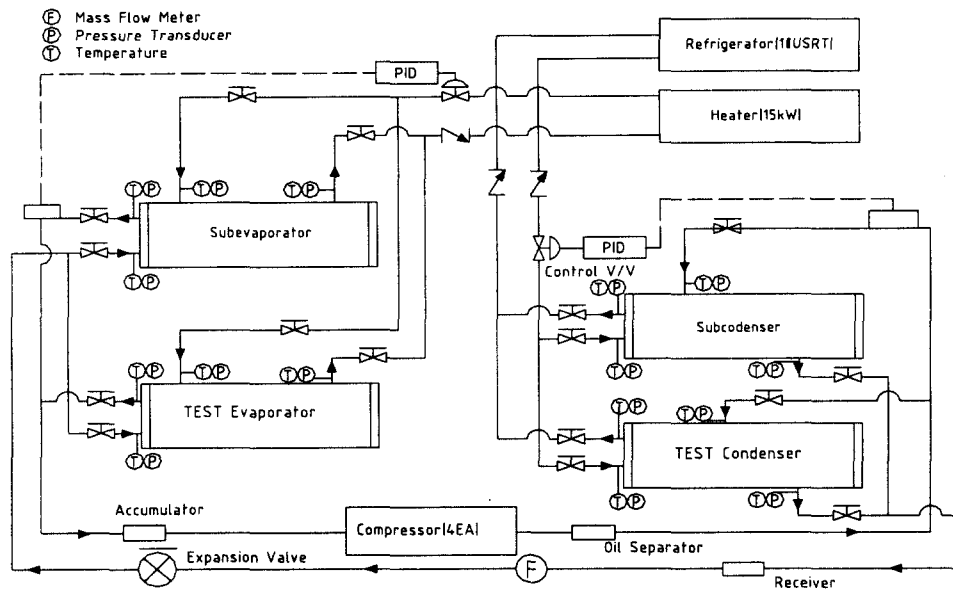 F Mass Flow Meter
P Pressure Transducer
T Temperature
PID
Refrigerator(10USRT)
Heater(15kW)
T P
T P
T P
Subevaporator
T P
PID
Control V/V
T P
T P
Subcodenser
T P
T P
T P
T P
T P
TEST Evaporator
T P
T P
T P
TEST Condenser
T P
T P
Accumulator
Compressor(4EA)
Oil Separator
Expansion Valve
F
Receiver